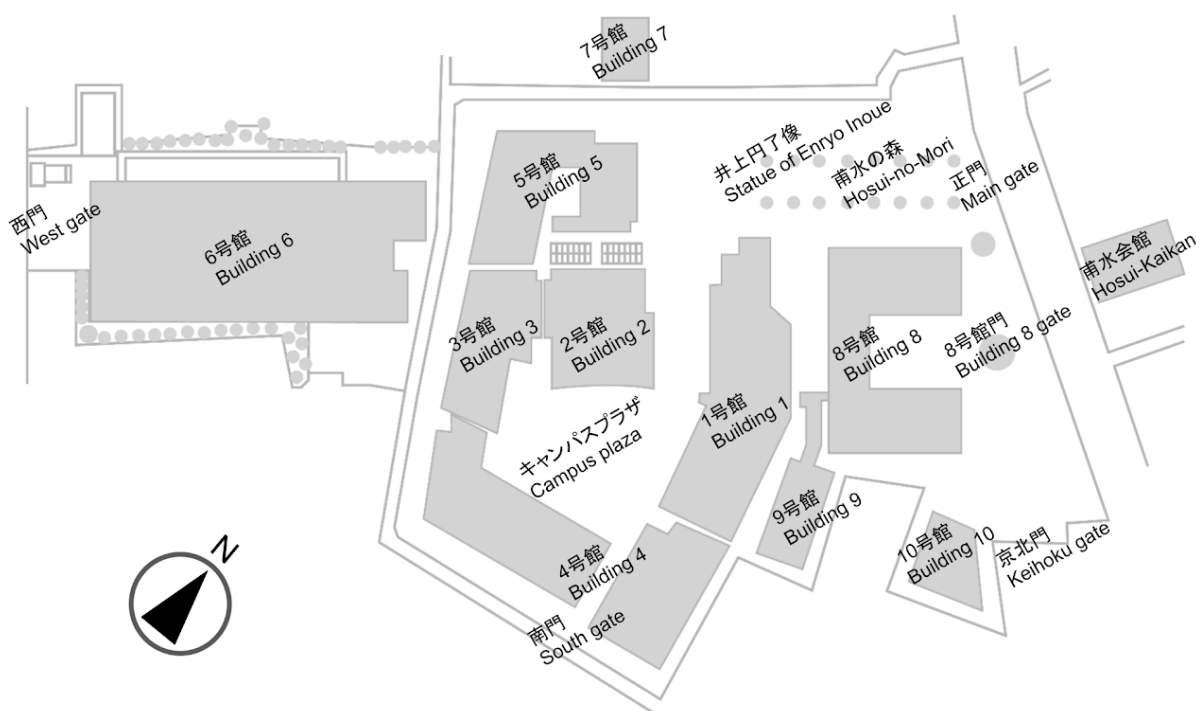 7号館
Building 7
井上円了像
Statue of Enryo Inoue
甫水の森
Hosui-no-Mori
正門
Main gate
5号館
Building 5
西門
West gate
6号館
Building 6
甫水会館
Hosui-Kaikan
3号館
Building 3
2号館
Building 2
8号館
Building 8
8号館門
Building 8 gate
1号館
Building 1
キャンパスプラザ
Campus plaza
9号館
Building 9
10号館
Building 10
京北門
Keihoku gate
4号館
Building 4
南門
South gate
N